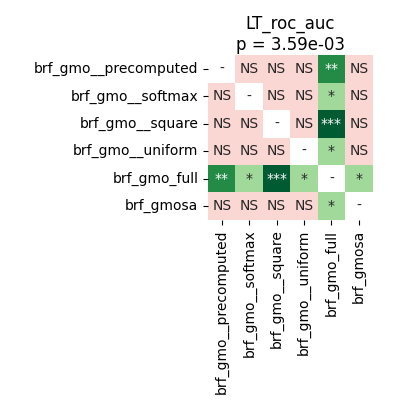 LT_roc_auc
p = 3.59e-03
brf_gmo__precomputed - NS NS NS ** NS
brf_gmo__softmax NS - NS NS * NS
brf_gmo__square NS NS - NS *** NS
brf_gmo__uniform NS NS NS - * NS
brf_gmo_full ** * *** * - *
brf_gmosa NS NS NS NS * -
brf_gmo__precomputed
brf_gmo__softmax
brf_gmo__square
brf_gmo__uniform
brf_gmo_full
brf_gmosa